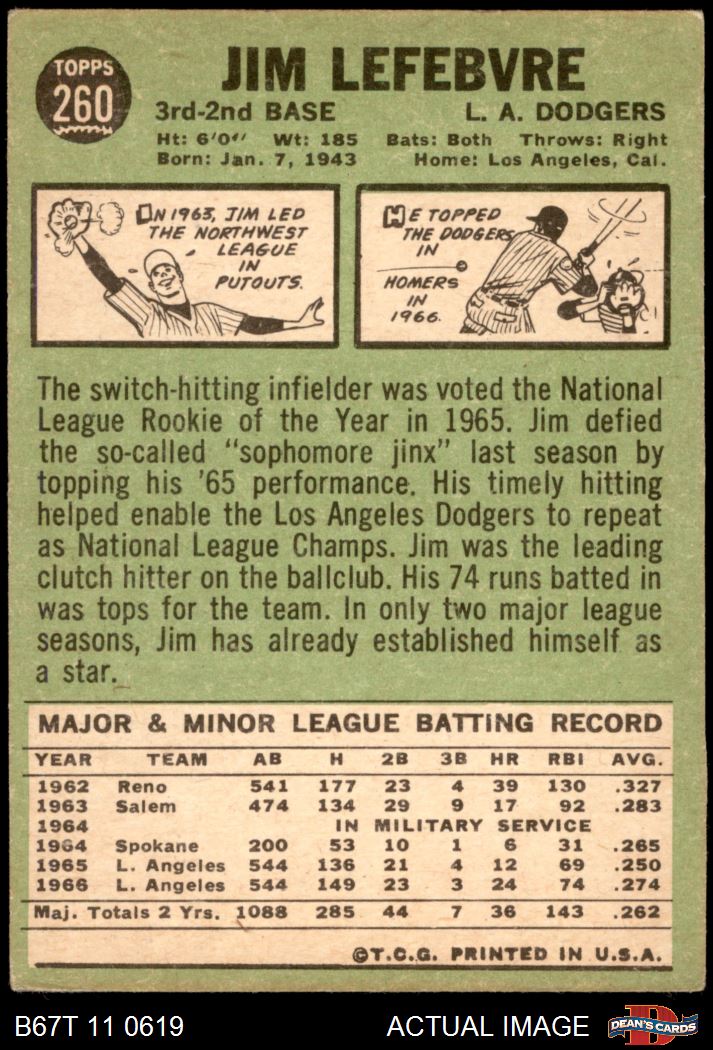 TOPPS
260
JIM LEFEBVRE
3rd-2nd BASE L. A. DODGERS
Ht: 6'0" Wt: 185 Bats: Both Throws: Right
Born: Jan. 7, 1943 Home: Los Angeles, Cal.
IN 1963, JIM LED
THE NORTHWEST
LEAGUE
IN
PUTOUTS.
HE TOPPED
THE DODGERS
IN
HOMERS
IN
1966.
The switch-hitting infielder was voted the National
League Rookie of the Year in 1965. Jim defied
the so-called "sophomore jinx" last season by
topping his '65 performance. His timely hitting
helped enable the Los Angeles Dodgers to repeat
as National League Champs. Jim was the leading
clutch hitter on the ballclub. His 74 runs batted in
was tops for the team. In only two major league
seasons, Jim has already established himself as
a star.
MAJOR & MINOR LEAGUE BATTING RECORD
YEAR TEAM AB H 2B 3B HR RBI AVG.
1962 Reno 541 177 23 4 39 130 .327
1963 Salem 474 134 29 9 17 92 .283
1964 IN MILITARY SERVICE
1964 Spokane 200 53 10 1 6 31 .265
1965 L. Angeles 544 136 21 4 12 69 .250
1966 L. Angeles 544 149 23 3 24 74 .274
Maj. Totals 2 Yrs. 1088 285 44 7 36 143 .262
©T.C.G. PRINTED IN U.S.A.
B67T 11 0619 ACTUAL IMAGE DEAN'S CARDS